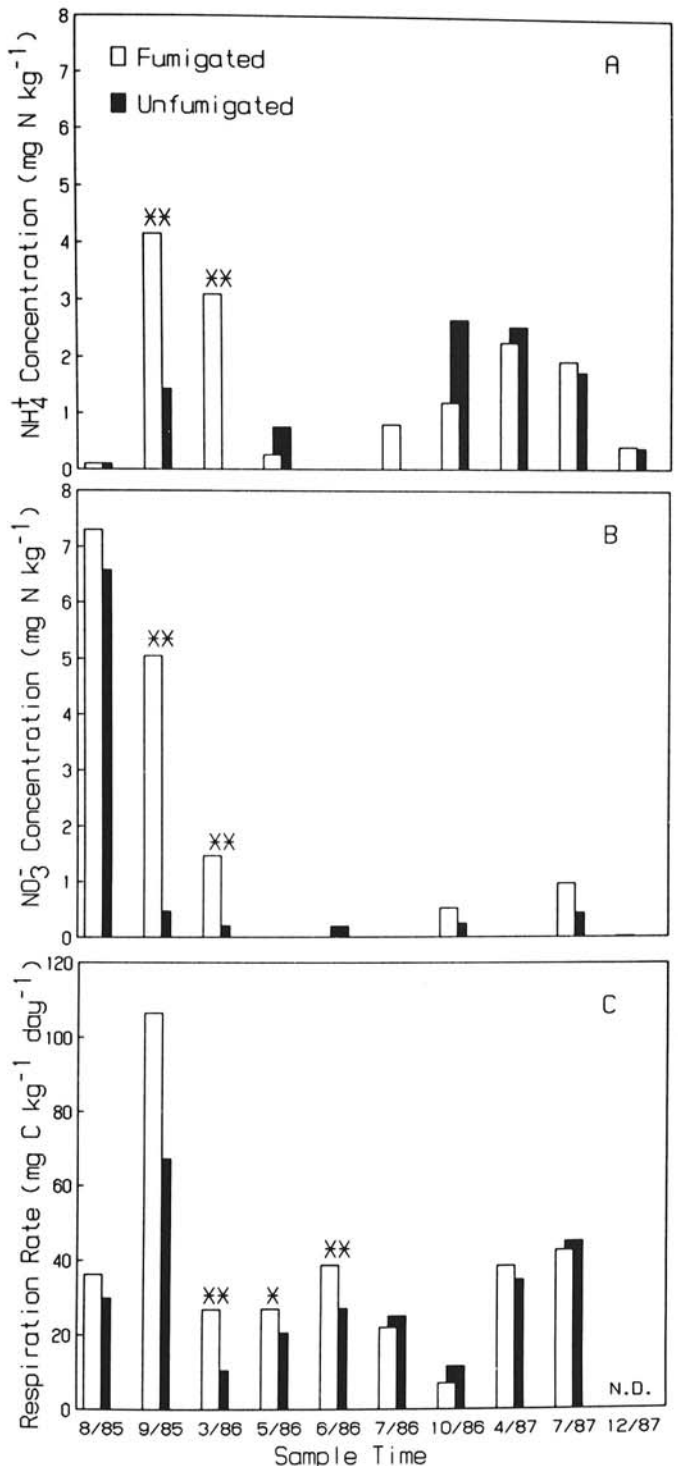 8
7
6
5
4
3
2
1
0
NH₄⁺ Concentration (mg N kg⁻¹)
Fumigated
Unfumigated
A
**
**
8
7
6
5
4
3
2
1
0
NO₃⁻ Concentration (mg N kg⁻¹)
B
**
**
120
100
80
60
40
20
0
Respiration Rate (mg C kg⁻¹ day⁻¹)
C
**
*
**
N.D.
8/85 9/85 3/86 5/86 6/86 7/86 10/86 4/87 7/87 12/87
Sample Time